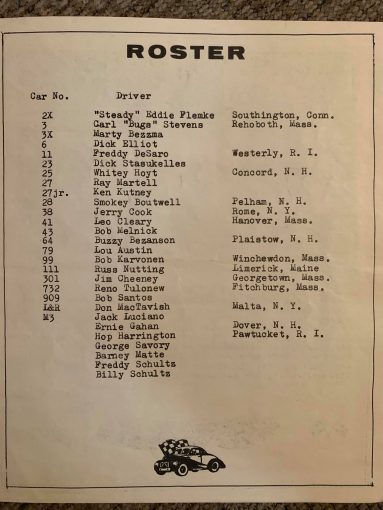 ROSTER
Car No. Driver
2X "Steady" Eddie Flemke Southington, Conn.
3 Carl "Bugs" Stevens Rehoboth, Mass.
3X Marty Bezzma
6 Dick Elliot
11 Freddy DeSaro Westerly, R. I.
23 Dick Stasukelles
25 Whitey Hoyt Concord, N. H.
27 Ray Martell
27jr. Ken Kutney
28 Smokey Boutwell Pelham, N. H.
38 Jerry Cook Rome, N. Y.
41 Leo Cleary Hanover, Mass.
43 Bob Melnick
64 Buzzy Bezanson Plaistow, N. H.
79 Lou Austin
99 Bob Karvonen Winchewdon, Mass.
111 Russ Nutting Limerick, Maine
301 Jim Cheeney Georgetown, Mass.
732 Reno Tulonew Fitchburg, Mass.
909 Bob Santos
L&R Don MacTavish Malta, N. Y.
M3 Jack Luciano
Ernie Gahan Dover, N. H.
Hop Harrington Pawtucket, R. I.
George Savory
Barney Matte
Freddy Schultz
Billy Schultz